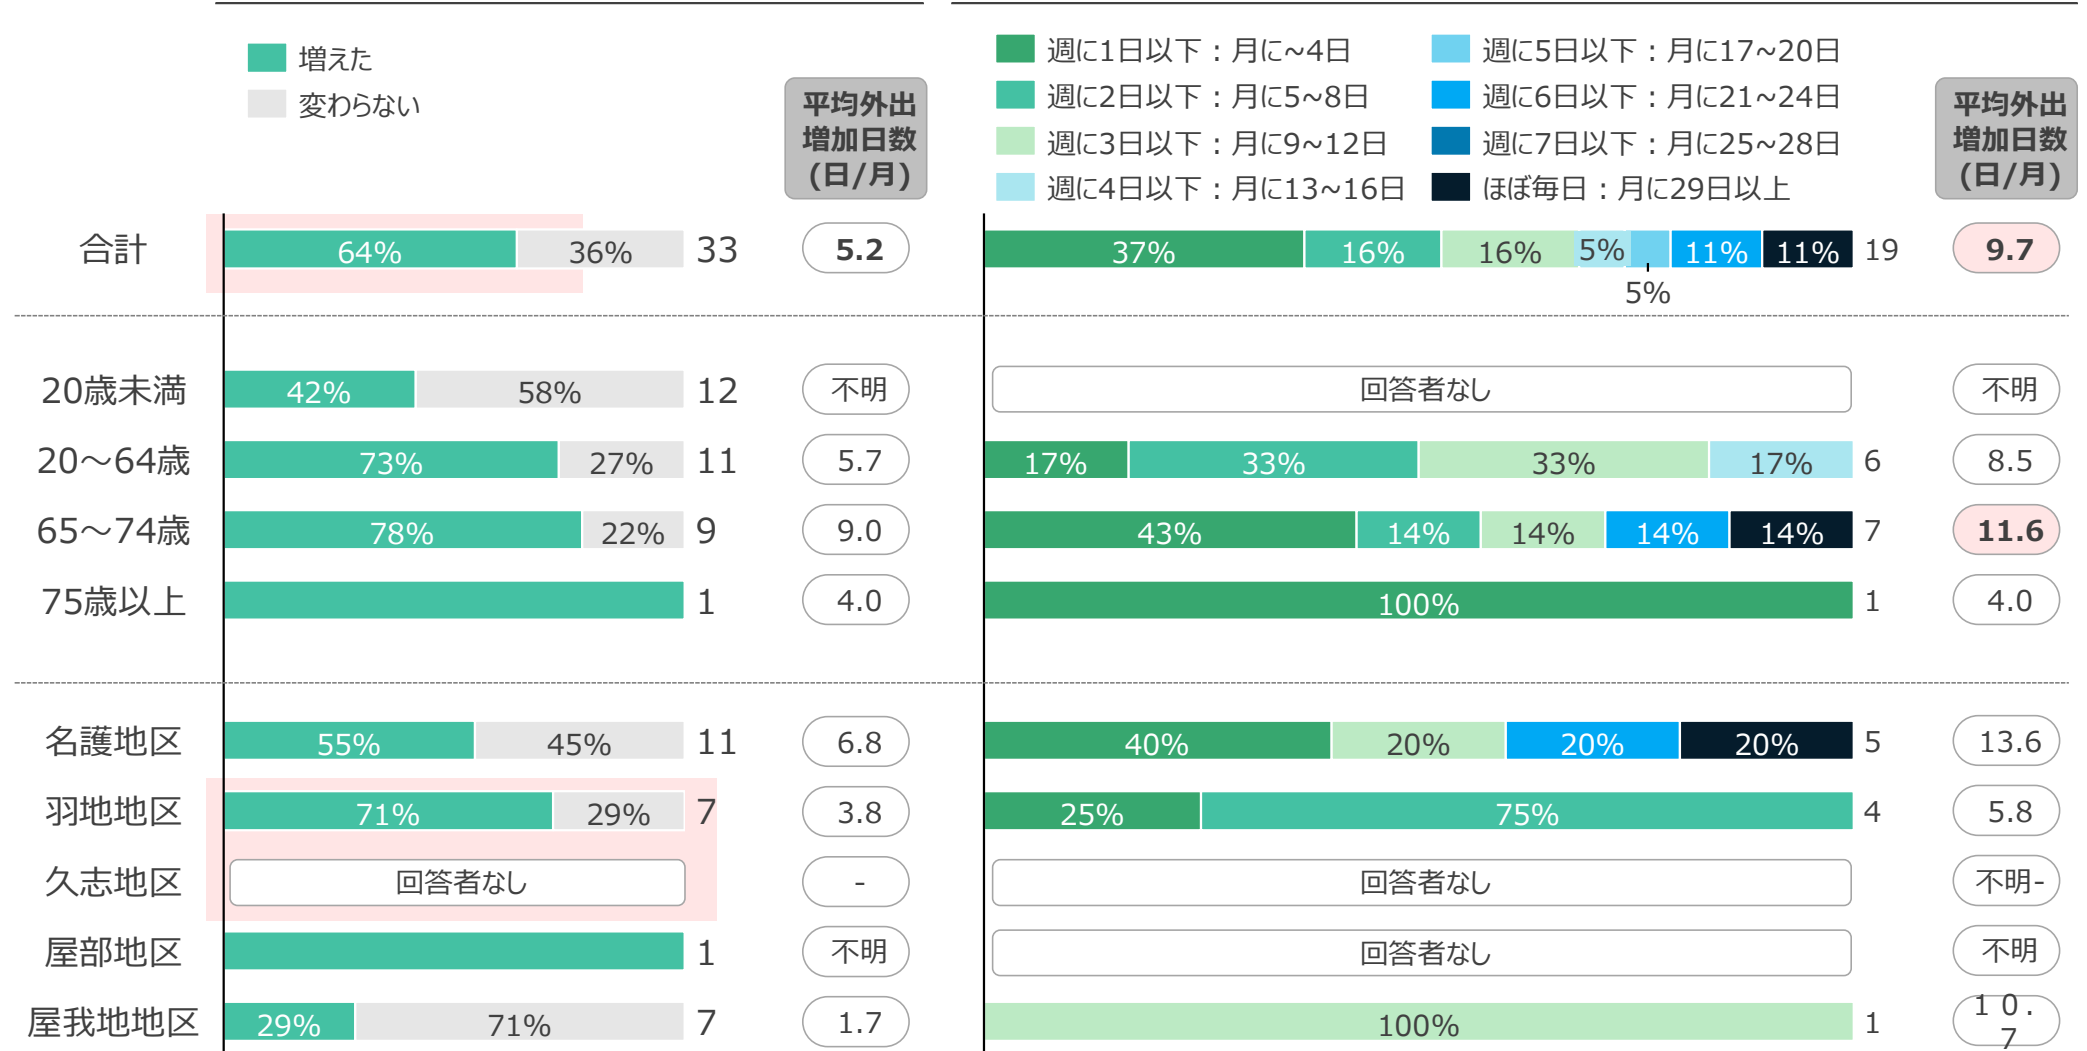 増えた
変わらない
平均外出
増加日数
(日/月)
週に1日以下：月に~4日
週に2日以下：月に5~8日
週に3日以下：月に9~12日
週に4日以下：月に13~16日
週に5日以下：月に17~20日
週に6日以下：月に21~24日
週に7日以下：月に25~28日
ほぼ毎日：月に29日以上
平均外出
増加日数
(日/月)
合計 64% 36% 33 5.2 37% 16% 16% 5% 11% 11% 19 9.7
5%
20歳未満 42% 58% 12 不明 回答者なし 不明
20～64歳 73% 27% 11 5.7 17% 33% 33% 17% 6 8.5
65～74歳 78% 22% 9 9.0 43% 14% 14% 14% 14% 7 11.6
75歳以上 1 4.0 100% 1 4.0
名護地区 55% 45% 11 6.8 40% 20% 20% 20% 5 13.6
羽地地区 71% 29% 7 3.8 25% 75% 4 5.8
久志地区 回答者なし - 回答者なし 不明-
屋部地区 1 不明 回答者なし 不明
屋我地地区 29% 71% 7 1.7 100% 1 １０.
7